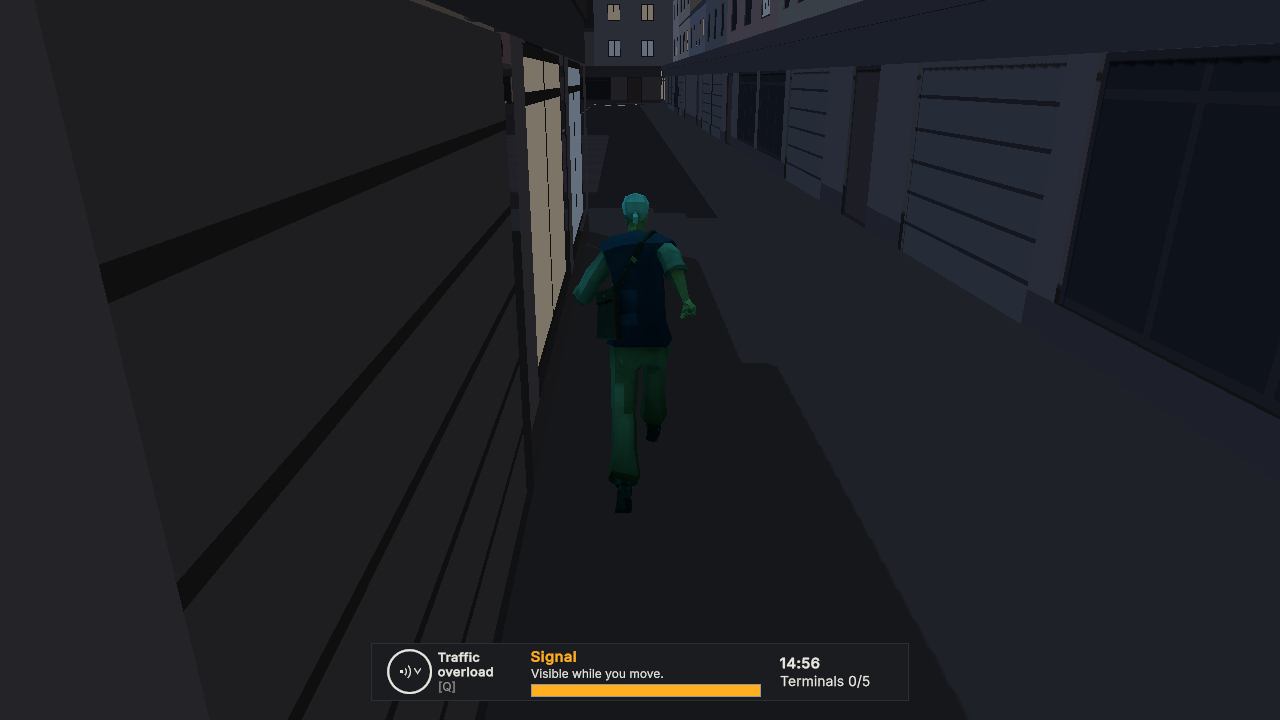 Traffic
overload
[Q]
Signal
Visible while you move.
14:56
Terminals 0/5